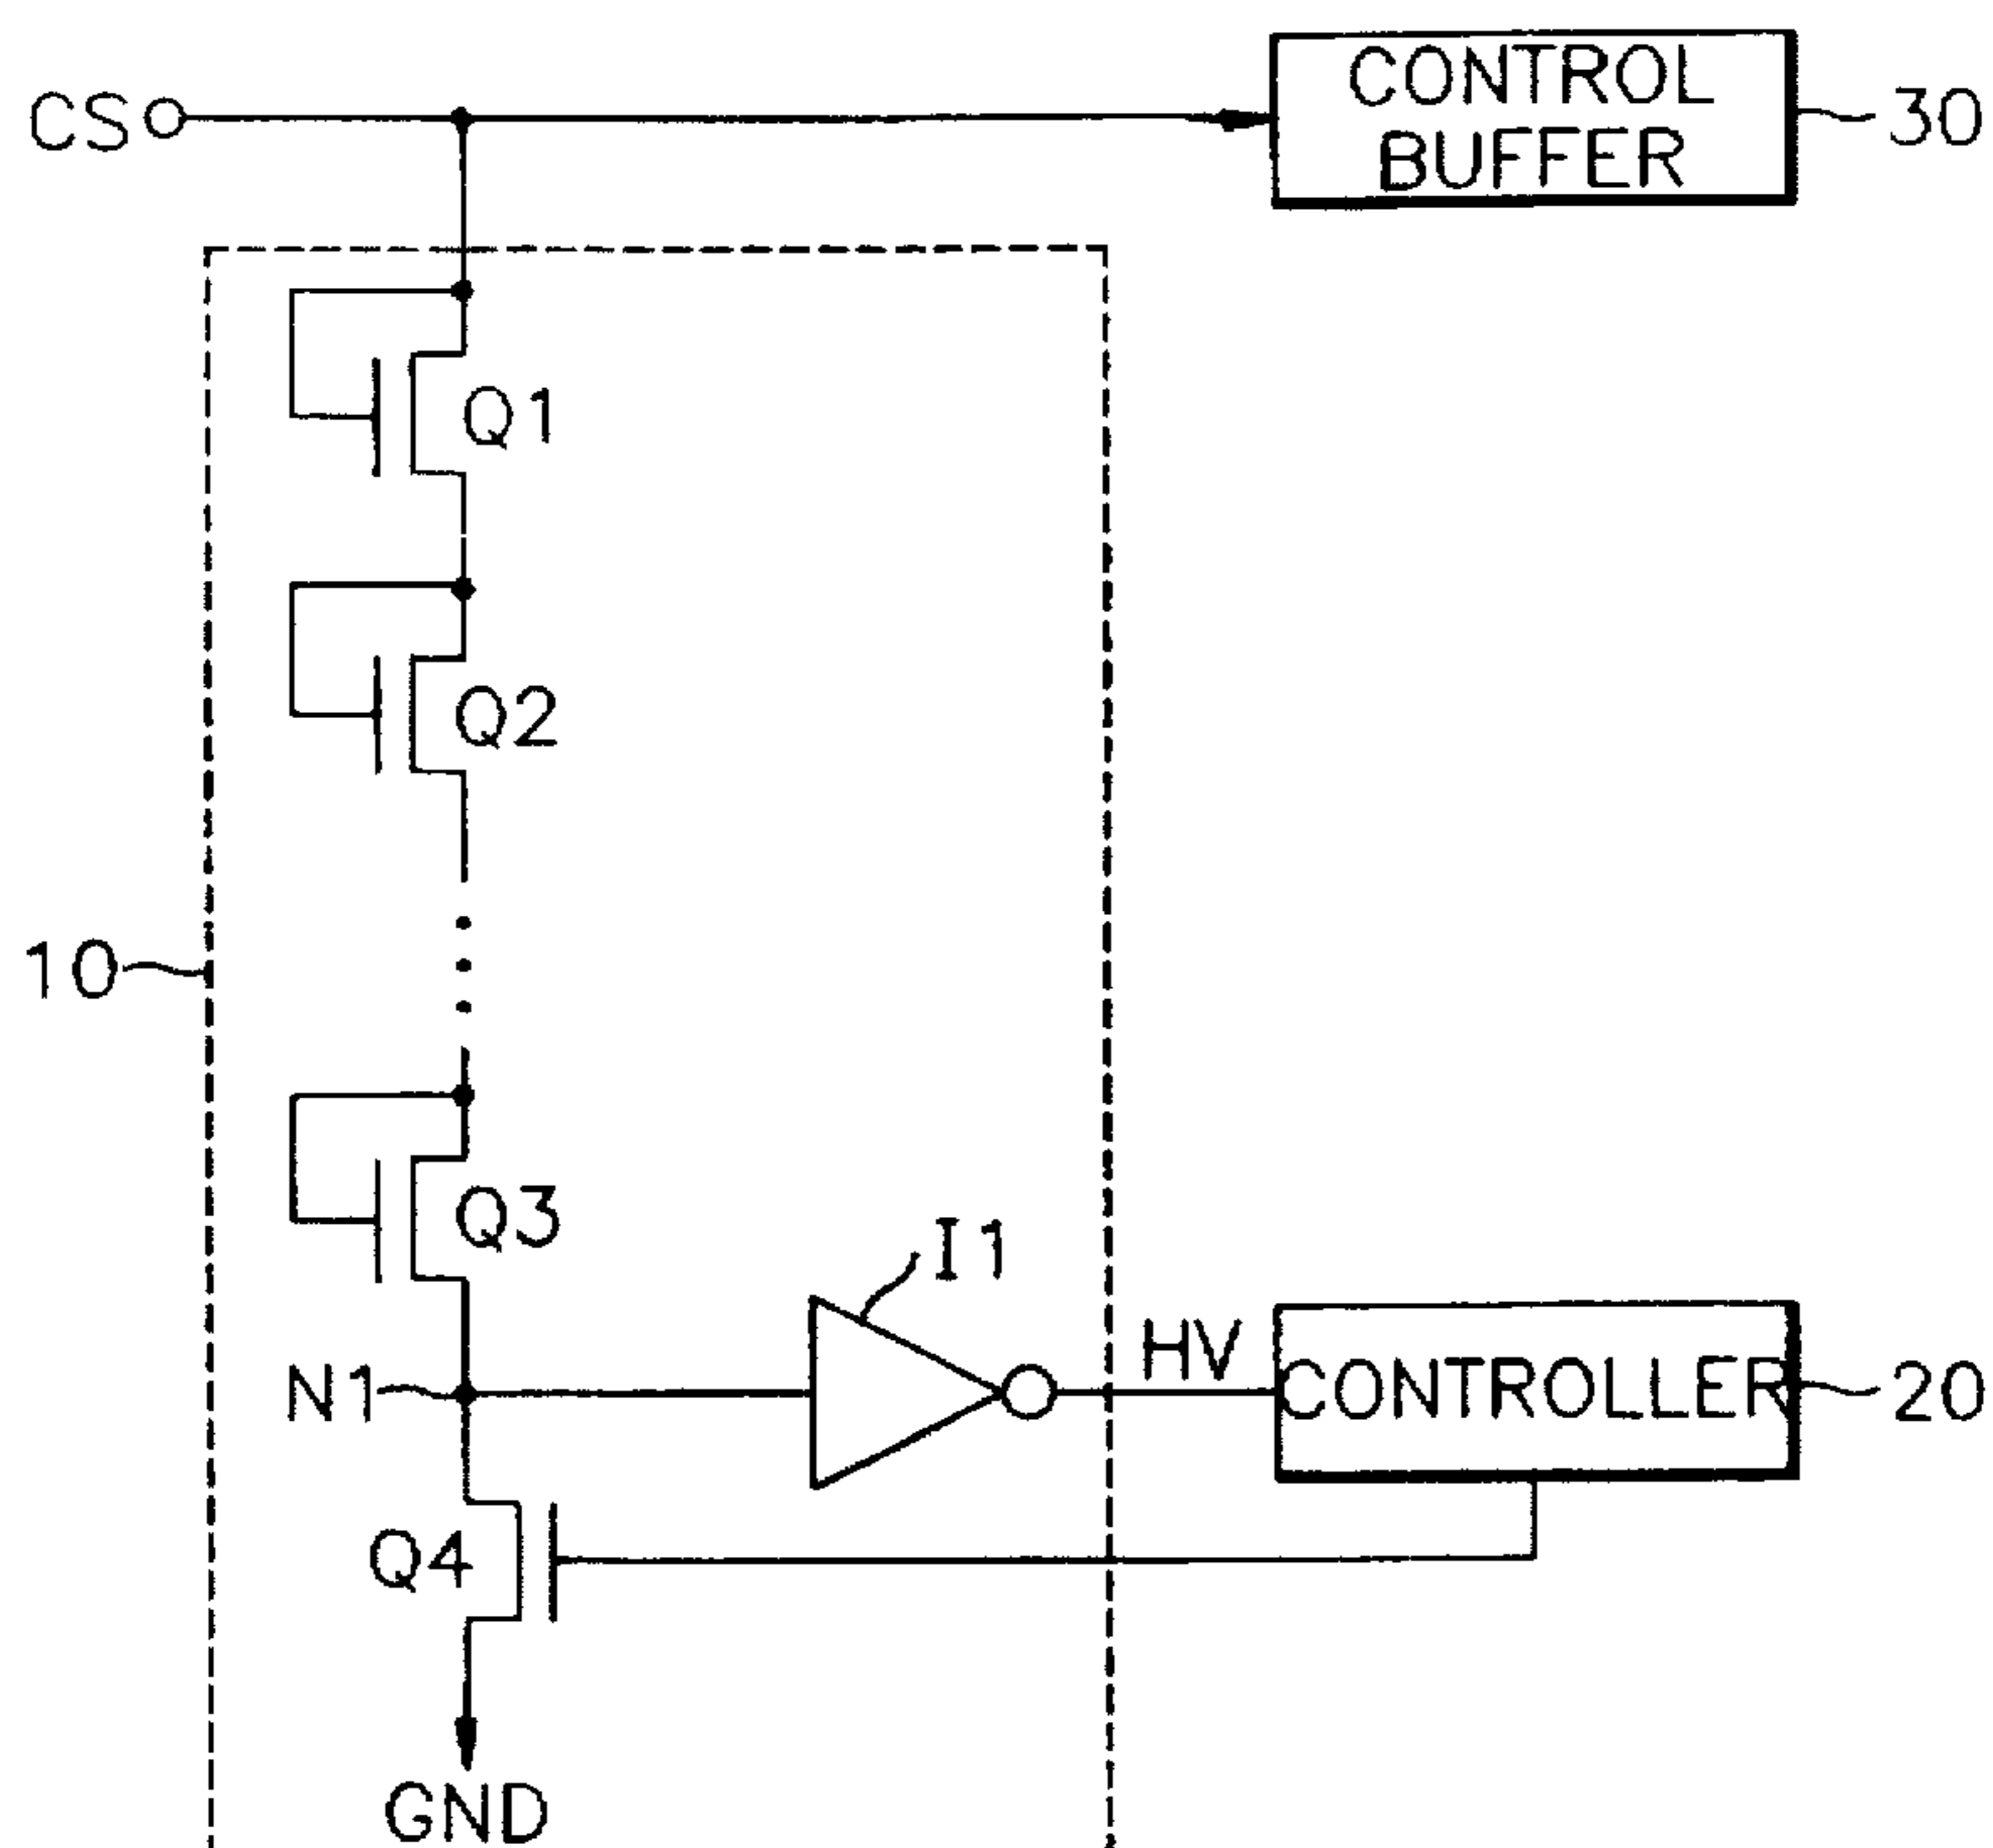 CS
CONTROL
BUFFER
30
Q1
Q2
10
Q3
I1
HV
N1
CONTROLLER
20
Q4
GND